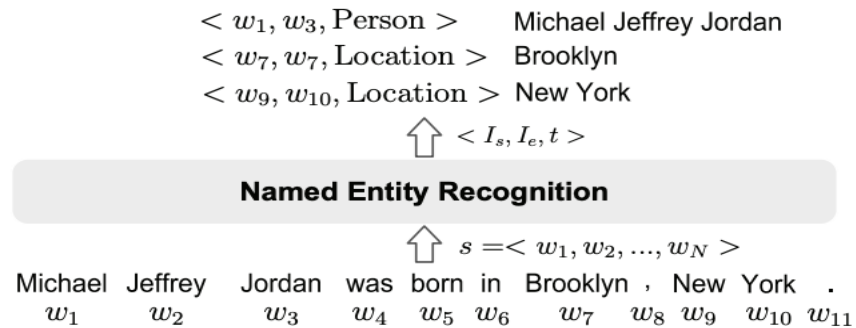 < w1, w3, Person > Michael Jeffrey Jordan
< w7, w7, Location > Brooklyn
< w9, w10, Location > New York
< Is, Ie, t >
Named Entity Recognition
s =< w1, w2, ..., wN >
Michael Jeffrey Jordan was born in Brooklyn , New York .
w1 w2 w3 w4 w5 w6 w7 w8 w9 w10 w11